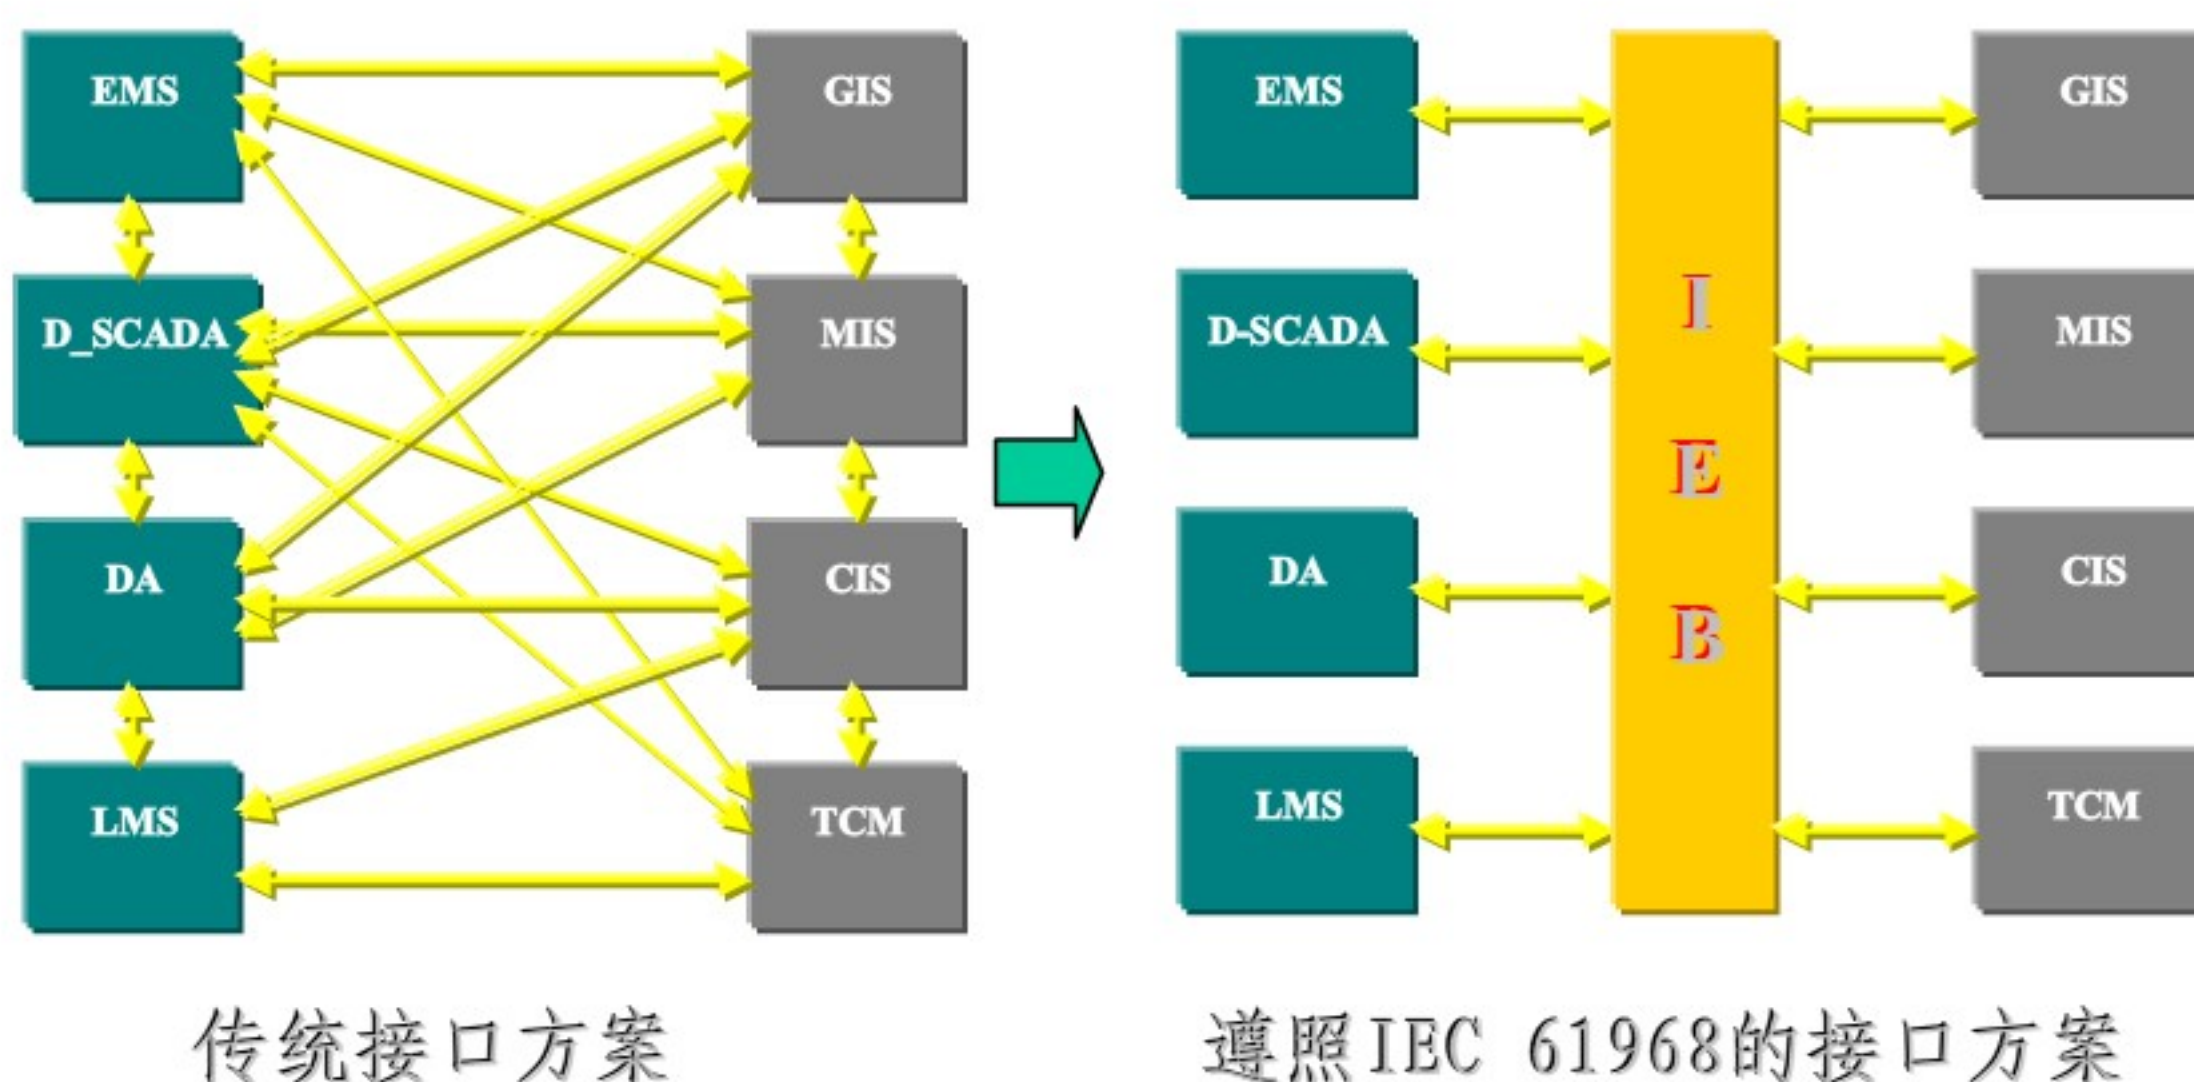 EMS
GIS
D_SCADA
MIS
DA
CIS
LMS
TCM
传统接口方案
EMS
GIS
D-SCADA
MIS
DA
CIS
LMS
TCM
I
E
B
遵照IEC 61968的接口方案